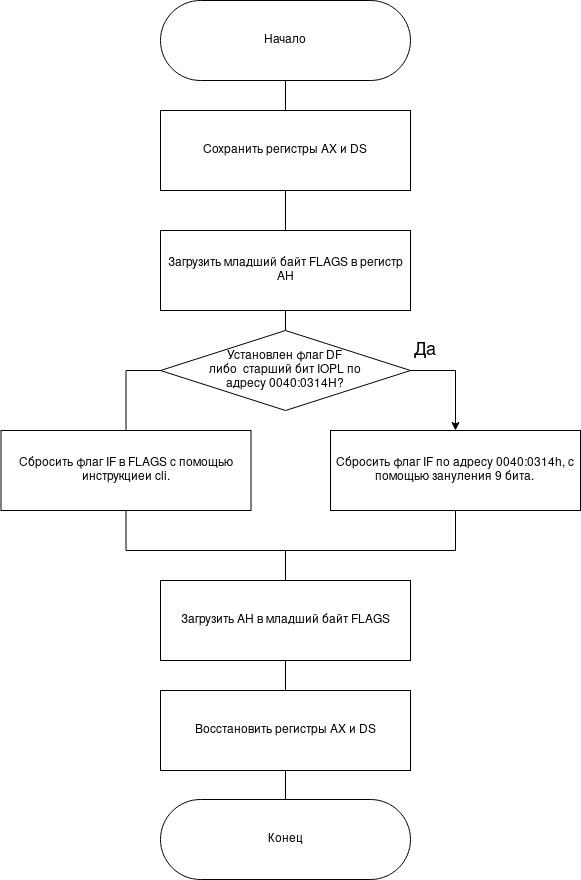 Начало
Сохранить регистры AX и DS
Загрузить младший байт FLAGS в регистр
AH
Установлен флаг DF
либо старший бит IOPL по
адресу 0040:0314H?
Да
Сбросить флаг IF в FLAGS с помощью
инструкциеи cli.
Сбросить флаг IF по адресу 0040:0314h, с
помощью зануления 9 бита.
Загрузить AH в младший байт FLAGS
Восстановить регистры AX и DS
Конец